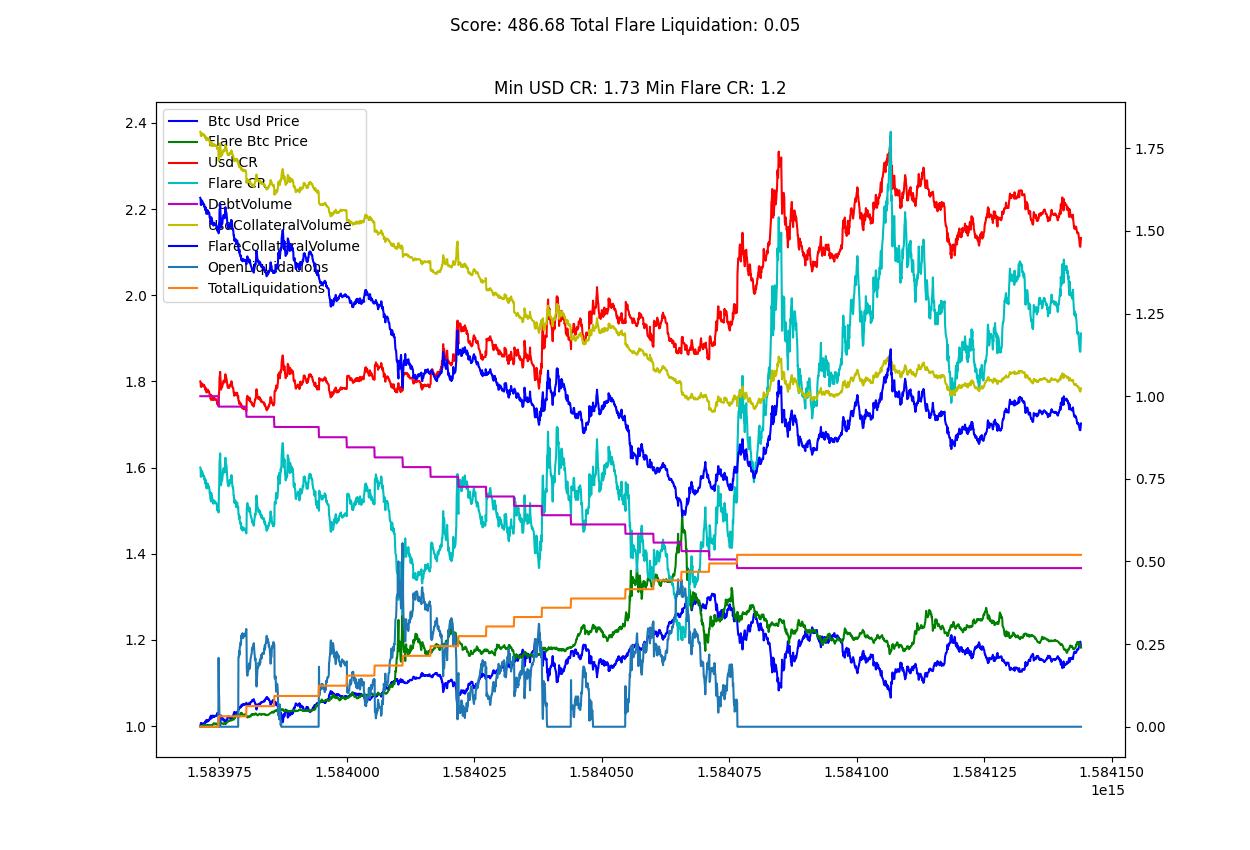 Score: 486.68 Total Flare Liquidation: 0.05
Min USD CR: 1.73 Min Flare CR: 1.2
Btc Usd Price
Flare Btc Price
Usd CR
Flare CR
DebtVolume
UsdCollateralVolume
FlareCollateralVolume
OpenLiquidations
TotalLiquidations
2.4
2.2
2.0
1.8
1.6
1.4
1.2
1.0
1.75
1.50
1.25
1.00
0.75
0.50
0.25
0.00
1.583975 1.584000 1.584025 1.584050 1.584075 1.584100 1.584125 1.584150
1e15